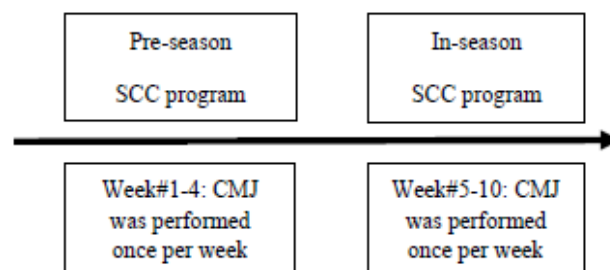 Pre-season
SCC program
In-season
SCC program
Week#1-4: CMJ
was performed
once per week
Week#5-10: CMJ
was performed
once per week